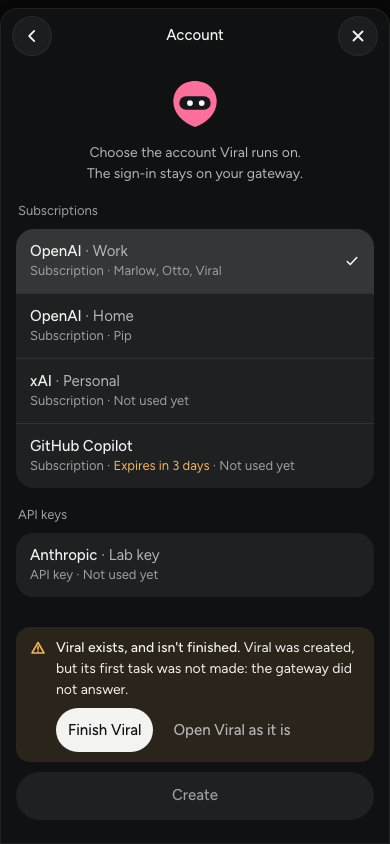 Account
Choose the account Viral runs on.
The sign-in stays on your gateway.
Subscriptions
OpenAI · Work
Subscription · Marlow, Otto, Viral
OpenAI · Home
Subscription · Pip
xAI · Personal
Subscription · Not used yet
GitHub Copilot
Subscription · Expires in 3 days · Not used yet
API keys
Anthropic · Lab key
API key · Not used yet
Viral exists, and isn't finished. Viral was created,
but its first task was not made: the gateway did
not answer.
Finish Viral
Open Viral as it is
Create